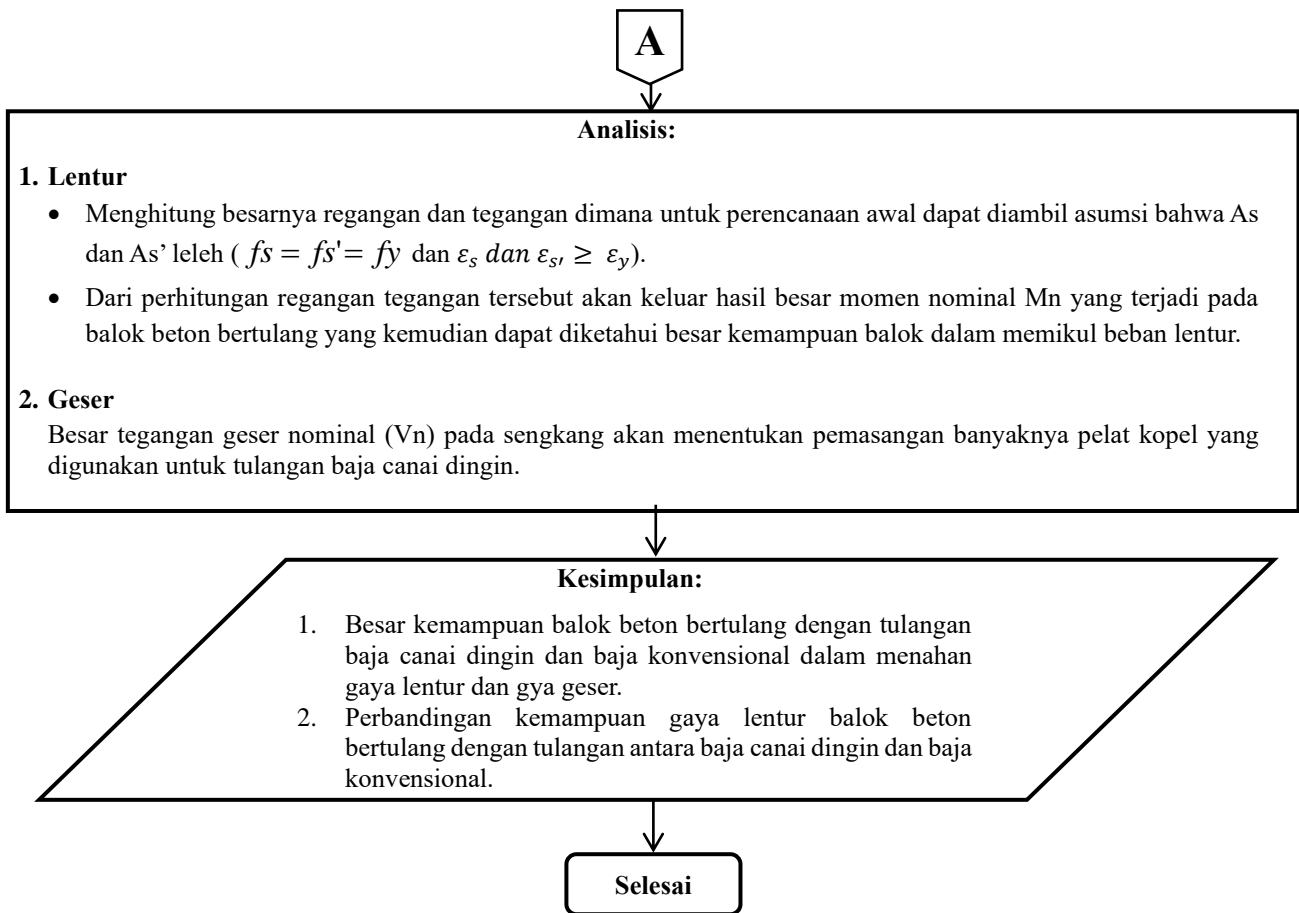 A
Analisis:
1. Lentur
• Menghitung besarnya regangan dan tegangan dimana untuk perencanaan awal dapat diambil asumsi bahwa As
dan As’ leleh ( fs = fs'= fy dan εₛ dan εₛ′ ≥ ε_y).
• Dari perhitungan regangan tegangan tersebut akan keluar hasil besar momen nominal Mn yang terjadi pada
balok beton bertulang yang kemudian dapat diketahui besar kemampuan balok dalam memikul beban lentur.
2. Geser
Besar tegangan geser nominal (Vn) pada sengkang akan menentukan pemasangan banyaknya pelat kopel yang
digunakan untuk tulangan baja canai dingin.
Kesimpulan:
1. Besar kemampuan balok beton bertulang dengan tulangan
baja canai dingin dan baja konvensional dalam menahan
gaya lentur dan gya geser.
2. Perbandingan kemampuan gaya lentur balok beton
bertulang dengan tulangan antara baja canai dingin dan baja
konvensional.
Selesai